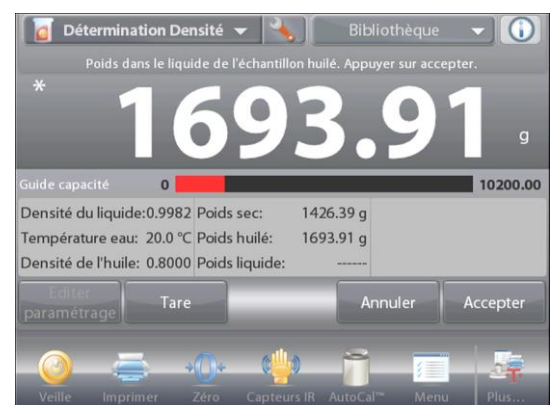 Détermination Densité
Bibliothèque
Poids dans le liquide de l'échantillon huilé. Appuyer sur accepter.
*
1693.91 g
Guide capacité 0 10200.00
Densité du liquide:0.9982 Poids sec: 1426.39 g
Température eau: 20.0 °C Poids huilé: 1693.91 g
Densité de l'huile: 0.8000 Poids liquide: ------
Editer
paramétrage
Tare
Annuler
Accepter
Veille Imprimer Zéro Capteurs IR AutoCal™ Menu Plus...